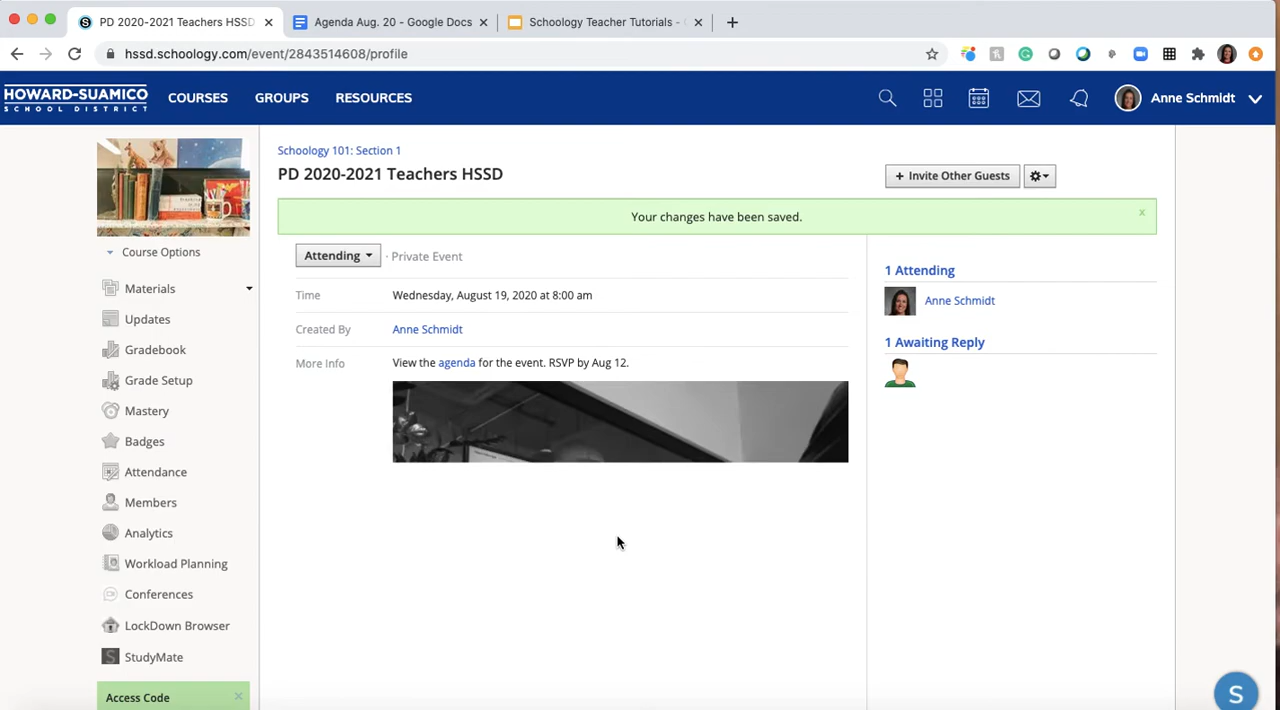 PD 2020-2021 Teachers HSSD
Agenda Aug. 20 - Google Docs
Schoology Teacher Tutorials -
hssd.schoology.com/event/2843514608/profile
HOWARD-SUAMICO
SCHOOL DISTRICT
COURSES
GROUPS
RESOURCES
Anne Schmidt
Schoology 101: Section 1
PD 2020-2021 Teachers HSSD
+ Invite Other Guests
Your changes have been saved.
x
Attending
· Private Event
Time
Wednesday, August 19, 2020 at 8:00 am
Created By
Anne Schmidt
More Info
View the agenda for the event. RSVP by Aug 12.
1 Attending
Anne Schmidt
1 Awaiting Reply
Course Options
Materials
Updates
Gradebook
Grade Setup
Mastery
Badges
Attendance
Members
Analytics
Workload Planning
Conferences
LockDown Browser
StudyMate
Access Code
S